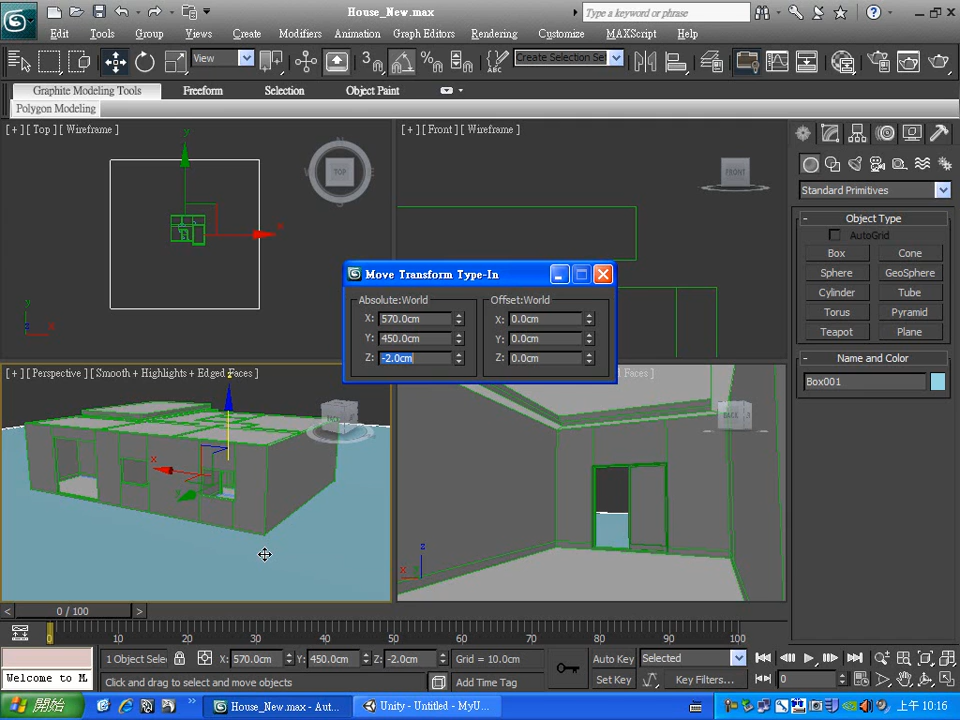 House_New.max
Type a keyword or phrase
Edit Tools Group Views Create Modifiers Animation Graph Editors Rendering Customize MAXScript Help
View
3
Create Selection Se
Graphite Modeling Tools Freeform Selection Object Paint
Polygon Modeling
[ + ] [ Top ] [ Wireframe ]
[ + ] [ Front ] [ Wireframe ]
TOP
FRONT
Standard Primitives
Object Type
AutoGrid
Box Cone
Sphere GeoSphere
Cylinder Tube
Torus Pyramid
Teapot Plane
Name and Color
Box001
Move Transform Type-In
Absolute:World
X: 570.0cm
Y: 450.0cm
Z: -2.0cm
Offset:World
X: 0.0cm
Y: 0.0cm
Z: 0.0cm
[ + ] [ Perspective ] [ Smooth + Highlights + Edged Faces ]
Faces ]
BACK
0 / 100
0 10 20 30 40 50 60 70 80 90 100
1 Object Selec X: 570.0cm Y: 450.0cm Z: -2.0cm Grid = 10.0cm Auto Key Selected
Welcome to M Click and drag to select and move objects Add Time Tag Set Key Key Filters... 0
開始 House_New.max - Aut... Unity - Untitled - MyU... 上午 10:16